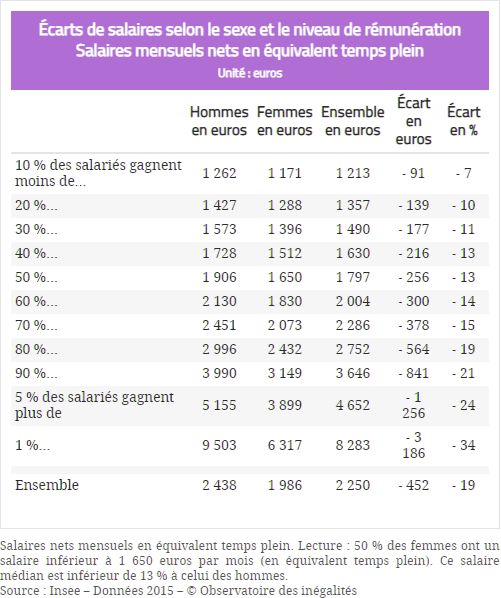 Écarts de salaires selon le sexe et le niveau de rémunération
Salaires mensuels nets en équivalent temps plein
Unité : euros
Hommes en euros Femmes en euros Ensemble en euros Écart en euros Écart en %
10 % des salariés gagnent moins de... 1 262 1 171 1 213 - 91 - 7
20 %... 1 427 1 288 1 357 - 139 - 10
30 %... 1 573 1 396 1 490 - 177 - 11
40 %... 1 728 1 512 1 630 - 216 - 13
50 %... 1 906 1 650 1 797 - 256 - 13
60 %... 2 130 1 830 2 004 - 300 - 14
70 %... 2 451 2 073 2 286 - 378 - 15
80 %... 2 996 2 432 2 752 - 564 - 19
90 %... 3 990 3 149 3 646 - 841 - 21
5 % des salariés gagnent plus de 5 155 3 899 4 652 - 1 256 - 24
1 %... 9 503 6 317 8 283 - 3 186 - 34
Ensemble 2 438 1 986 2 250 - 452 - 19
Salaires nets mensuels en équivalent temps plein. Lecture : 50 % des femmes ont un
salaire inférieur à 1 650 euros par mois (en équivalent temps plein). Ce salaire
médian est inférieur de 13 % à celui des hommes.
Source : Insee – Données 2015 – © Observatoire des inégalités